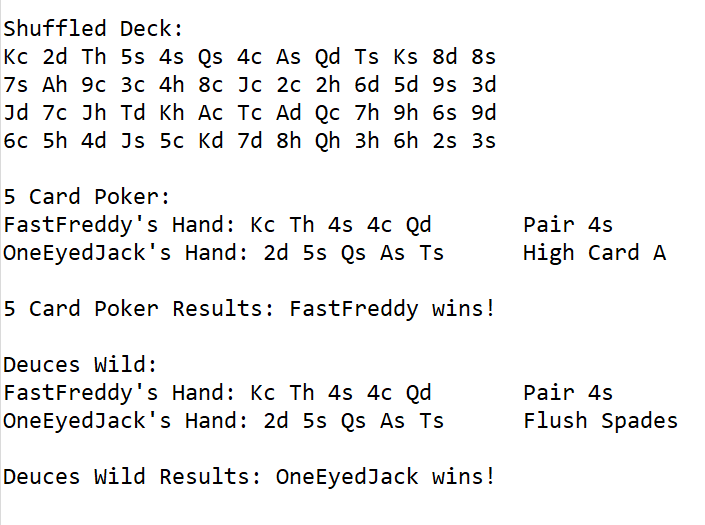 Shuffled Deck:
Kc 2d Th 5s 4s Qs 4c As Qd Ts Ks 8d 8s
7s Ah 9c 3c 4h 8c Jc 2c 2h 6d 5d 9s 3d
Jd 7c Jh Td Kh Ac Tc Ad Qc 7h 9h 6s 9d
6c 5h 4d Js 5c Kd 7d 8h Qh 3h 6h 2s 3s
5 Card Poker:
FastFreddy's Hand: Kc Th 4s 4c Qd Pair 4s
OneEyedJack's Hand: 2d 5s Qs As Ts High Card A
5 Card Poker Results: FastFreddy wins!
Deuces Wild:
FastFreddy's Hand: Kc Th 4s 4c Qd Pair 4s
OneEyedJack's Hand: 2d 5s Qs As Ts Flush Spades
Deuces Wild Results: OneEyedJack wins!